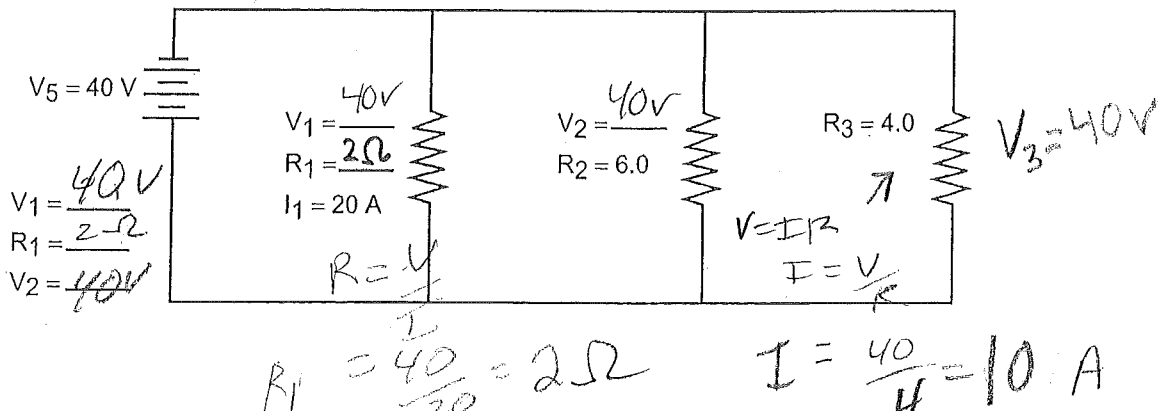 V5 = 40 V
V1 = 40V
R1 = 2Ω
I1 = 20 A
V2 = 40V
R2 = 6.0
R3 = 4.0
V3 = 40V
V1 = 40 V
R1 = 2Ω
V2 = 40V
R = V/I
V = IR
I = V/R
R1 = 40/20 = 2Ω
I = 40/4 = 10 A